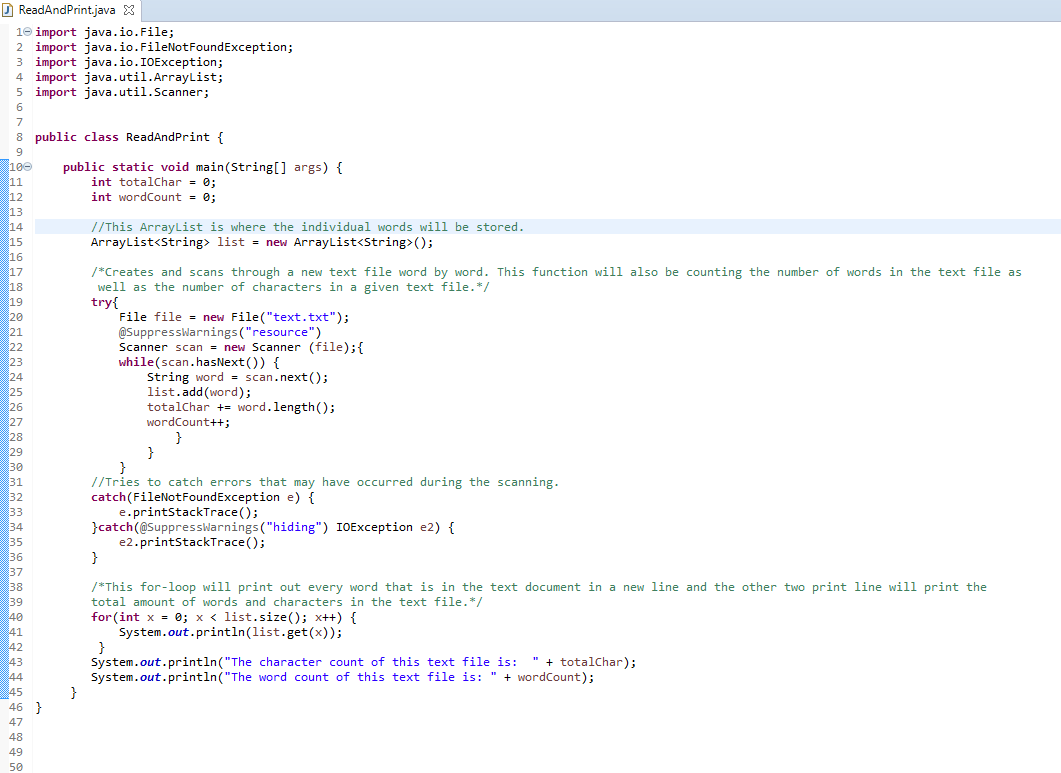 ReadAndPrint.java
1 import java.io.File;
2 import java.io.FileNotFoundException;
3 import java.io.IOException;
4 import java.util.ArrayList;
5 import java.util.Scanner;
6
7
8 public class ReadAndPrint {
9
10     public static void main(String[] args) {
11         int totalChar = 0;
12         int wordCount = 0;
13
14         //This ArrayList is where the individual words will be stored.
15         ArrayList<String> list = new ArrayList<String>();
16
17         /*Creates and scans through a new text file word by word. This function will also be counting the number of words in the text file as
18          well as the number of characters in a given text file.*/
19         try{
20             File file = new File("text.txt");
21             @SuppressWarnings("resource")
22             Scanner scan = new Scanner (file);{
23             while(scan.hasNext()) {
24                 String word = scan.next();
25                 list.add(word);
26                 totalChar += word.length();
27                 wordCount++;
28                     }
29                 }
30             }
31         //Tries to catch errors that may have occurred during the scanning.
32         catch(FileNotFoundException e) {
33             e.printStackTrace();
34         }catch(@SuppressWarnings("hiding") IOException e2) {
35             e2.printStackTrace();
36         }
37
38         /*This for-loop will print out every word that is in the text document in a new line and the other two print line will print the
39         total amount of words and characters in the text file.*/
40         for(int x = 0; x < list.size(); x++) {
41             System.out.println(list.get(x));
42          }
43         System.out.println("The character count of this text file is:  " + totalChar);
44         System.out.println("The word count of this text file is: " + wordCount);
45      }
46 }
47
48
49
50